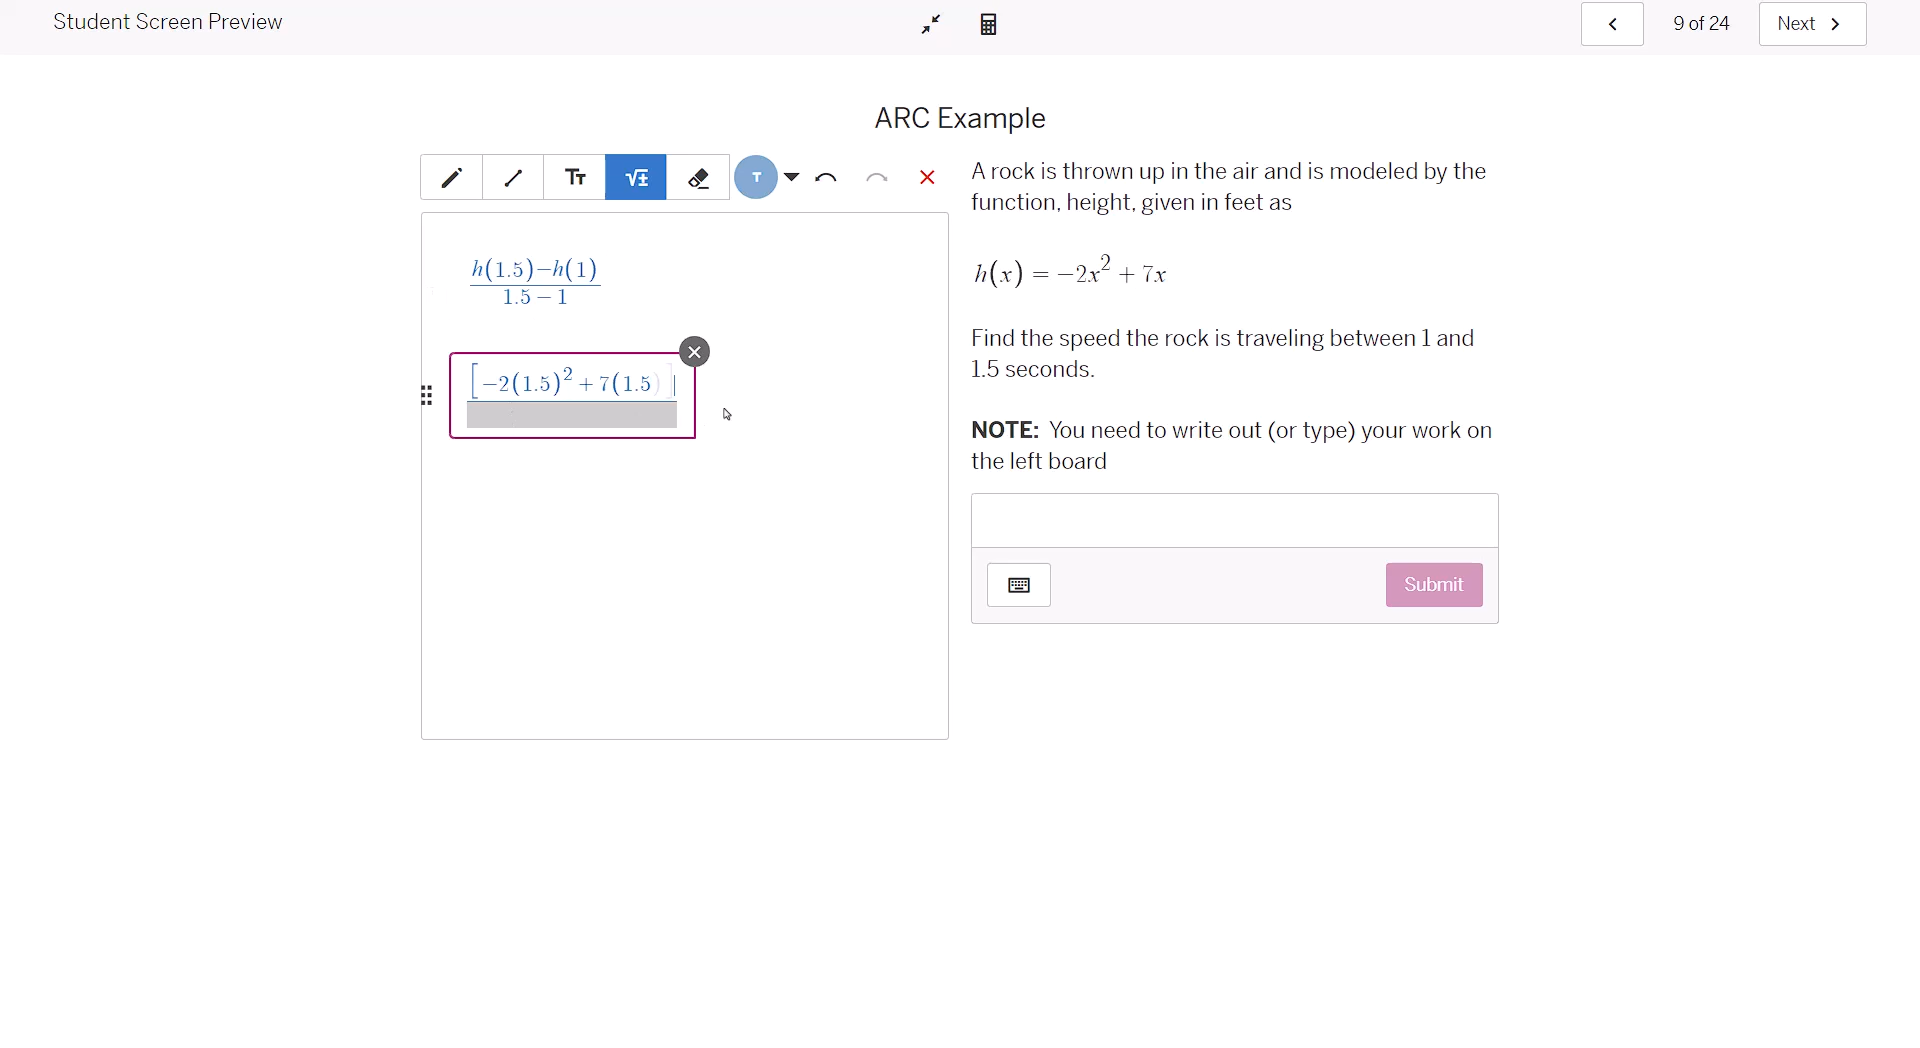 Student Screen Preview
9 of 24
Next
ARC Example
Tт
√±
T
h(1.5)−h(1)
1.5 − 1
[−2(1.5)² + 7(1.5)]
A rock is thrown up in the air and is modeled by the
function, height, given in feet as
h(x) = −2x² + 7x
Find the speed the rock is traveling between 1 and
1.5 seconds.
NOTE: You need to write out (or type) your work on
the left board
Submit